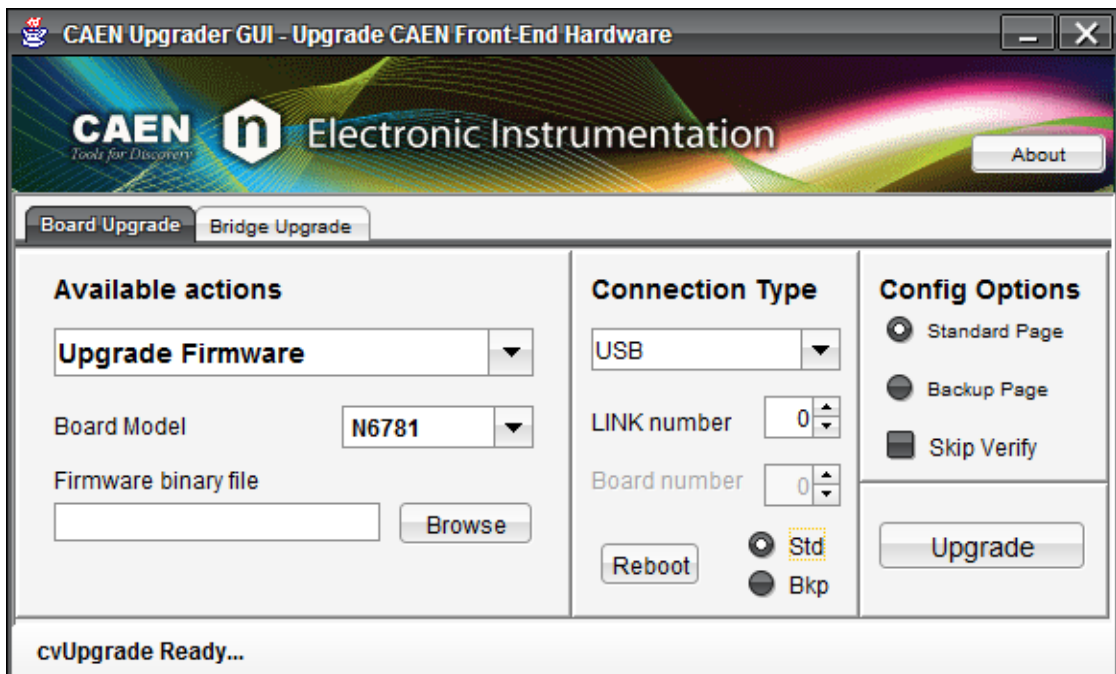 CAEN Upgrader GUI - Upgrade CAEN Front-End Hardware
CAEN
Tools for Discovery
n
Electronic Instrumentation
About
Board Upgrade
Bridge Upgrade
Available actions
Upgrade Firmware
Board Model
N6781
Firmware binary file
Browse
Connection Type
USB
LINK number
0
Board number
0
Reboot
Std
Bkp
Config Options
Standard Page
Backup Page
Skip Verify
Upgrade
cvUpgrade Ready...